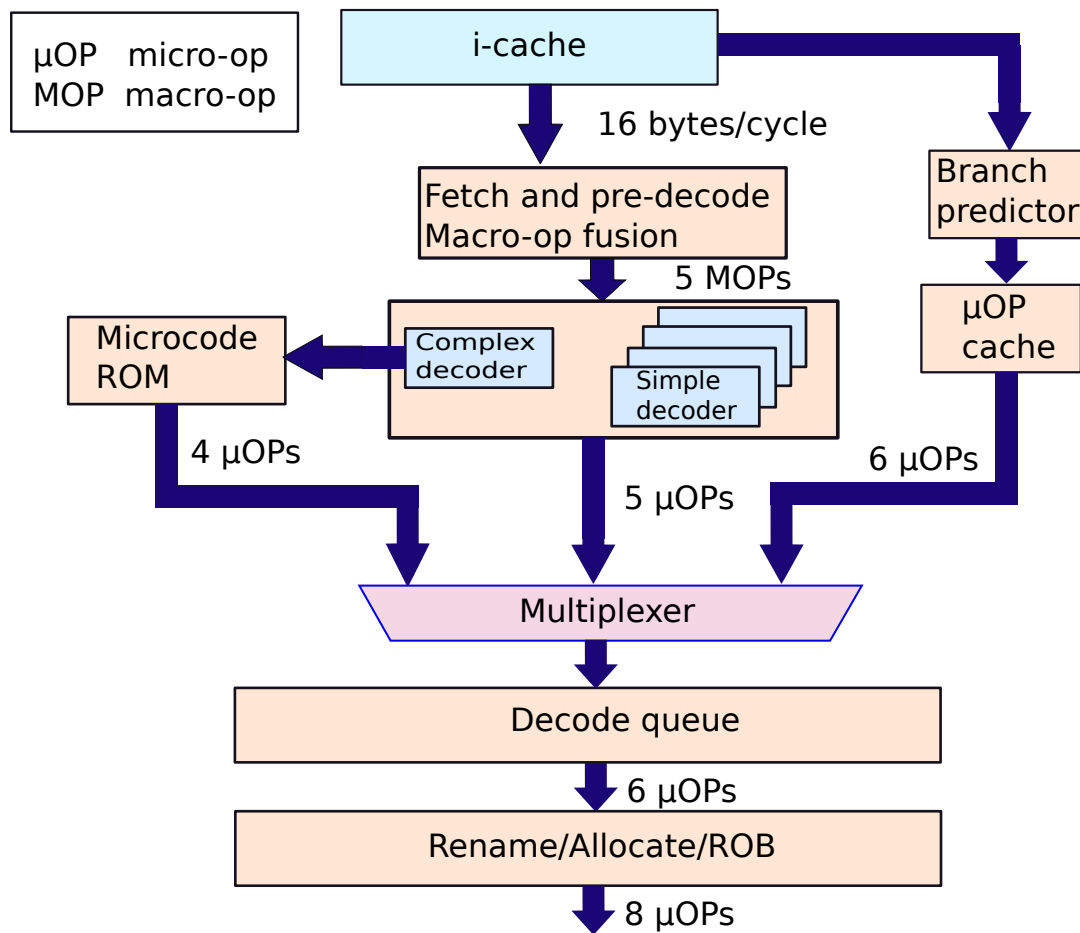 μOP micro-op
MOP macro-op
i-cache
16 bytes/cycle
Branch
predictor
Fetch and pre-decode
Macro-op fusion
5 MOPs
μOP
cache
Microcode
ROM
Complex
decoder
Simple
decoder
4 μOPs
5 μOPs
6 μOPs
Multiplexer
Decode queue
6 μOPs
Rename/Allocate/ROB
8 μOPs